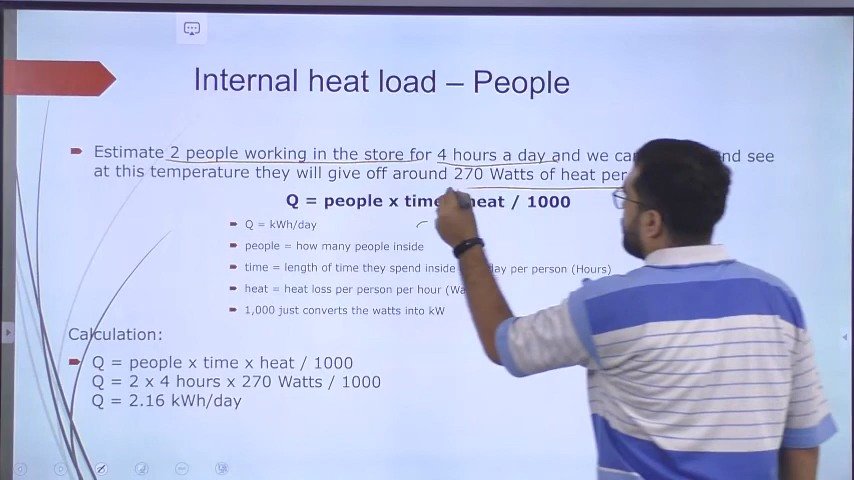 Internal heat load – People
Estimate 2 people working in the store for 4 hours a day and we nd see
at this temperature they will give off around 270 Watts of heat per
Q = people x time heat / 1000
Q = kWh/day
people = how many people inside
time = length of time they spend inside day per person (Hours)
heat = heat loss per person per hour
1,000 just converts the watts into kW
Calculation:
Q = people x time x heat / 1000
Q = 2 x 4 hours x 270 Watts / 1000
Q = 2.16 kWh/day